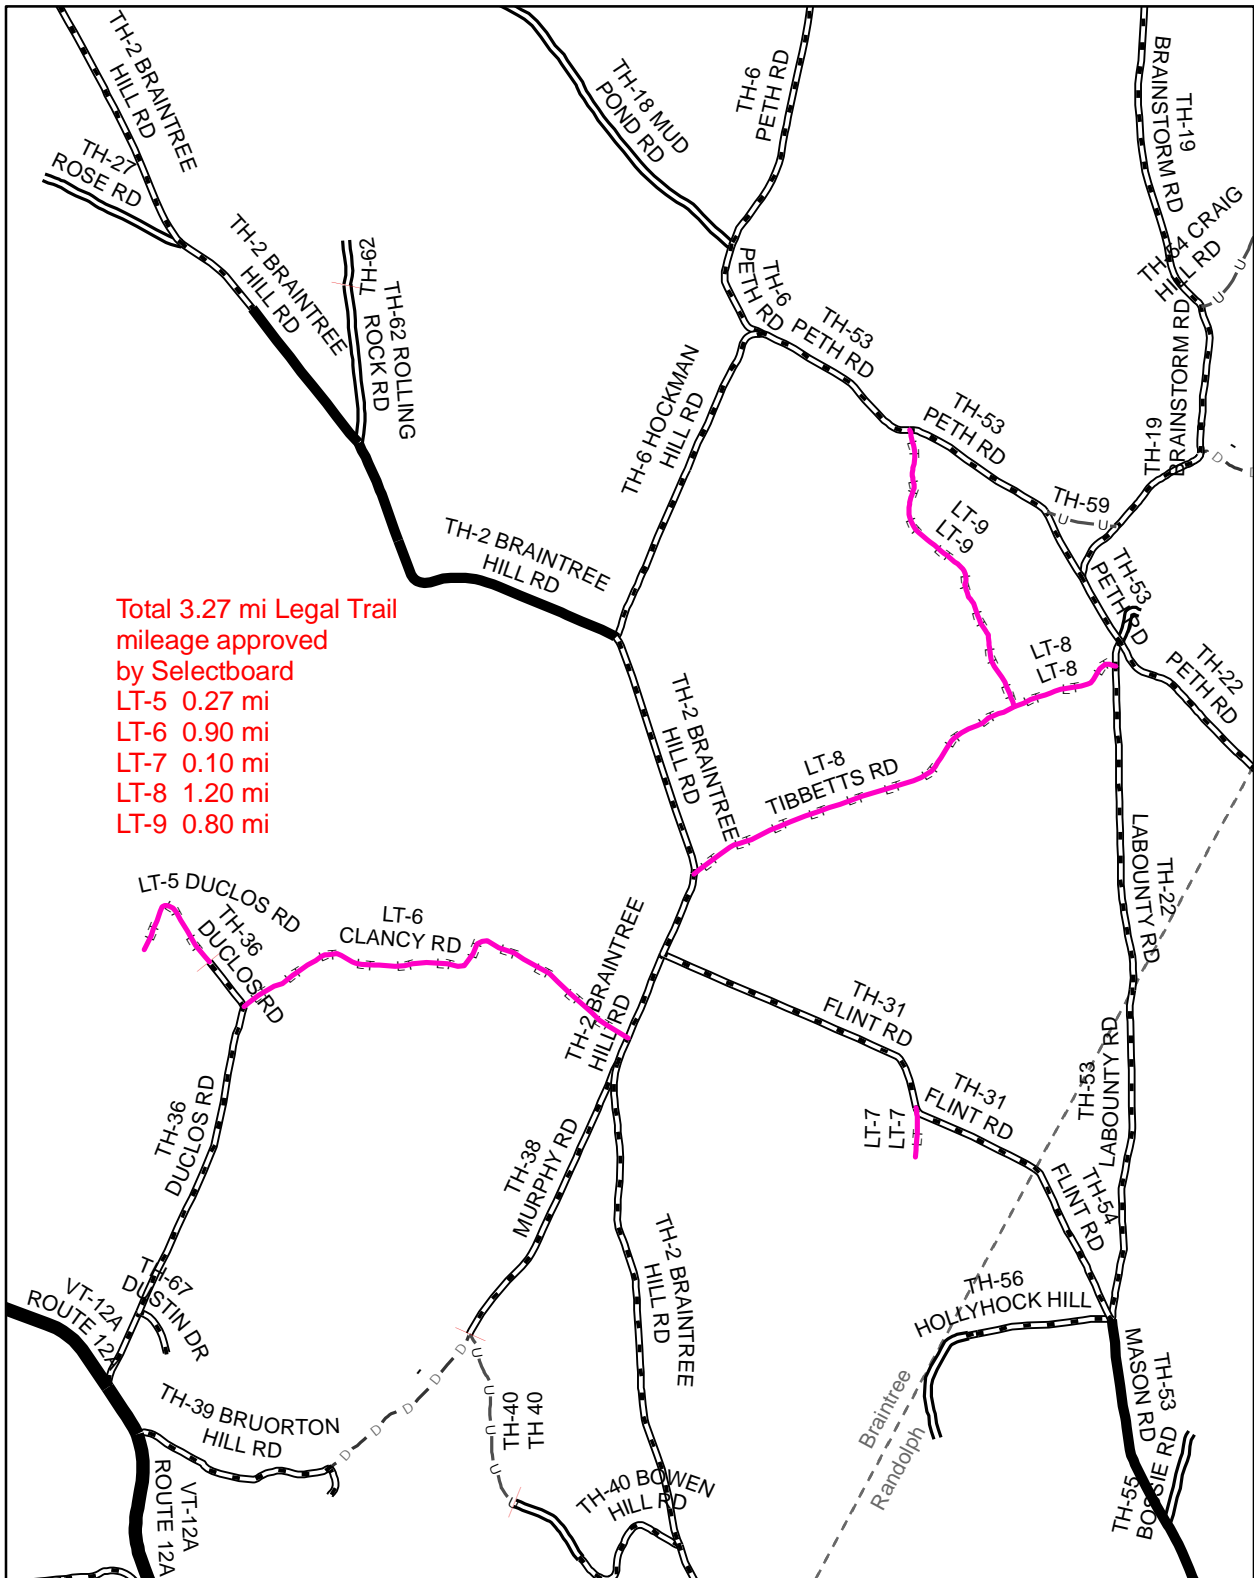 TH-2 BRAINTREE
HILL RD
TH-27
ROSE RD
TH-2 BRAINTREE
HILL RD
TH-62
TH-62 ROLLING
ROCK RD
TH-18 MUD
POND RD
TH-6
PETH RD
TH-19
BRAINSTORM RD
TH-54 CRAIG
HILL RD
TH-6
PETH RD
TH-53
PETH RD
TH-6 HOCKMAN
HILL RD
TH-53
PETH RD
TH-19
BRAINSTORM RD
TH-59
U U
U
D D
LT-9
LT-9
TH-2 BRAINTREE
HILL RD
TH-53
PETH RD
LT-8
LT-8
TH-22
PETH RD
Total 3.27 mi Legal Trail
mileage approved
by Selectboard
LT-5 0.27 mi
LT-6 0.90 mi
LT-7 0.10 mi
LT-8 1.20 mi
LT-9 0.80 mi
TH-2 BRAINTREE
HILL RD
LT-8
TIBBETTS RD
TH-22
LABOUNTY RD
LT-5 DUCLOS RD
TH-36
DUCLOS RD
LT-6
CLANCY RD
TH-2 BRAINTREE
HILL RD
TH-31
FLINT RD
TH-53
LABOUNTY RD
TH-36
DUCLOS RD
TH-38
MURPHY RD
LT-7
LT-7
TH-31
FLINT RD
TH-54
FLINT RD
TH-2 BRAINTREE
HILL RD
TH-67
DUSTIN DR
VT-12A
ROUTE 12A
TH-56
HOLLYHOCK HILL
TH-53
MASON RD
TH-39 BRUORTON
HILL RD
D D D D
U U U U U
TH-40
TH-40
Braintree
Randolph
TH-40 BOWEN
HILL RD
VT-12A
ROUTE 12A
TH-55
BOSSIE RD